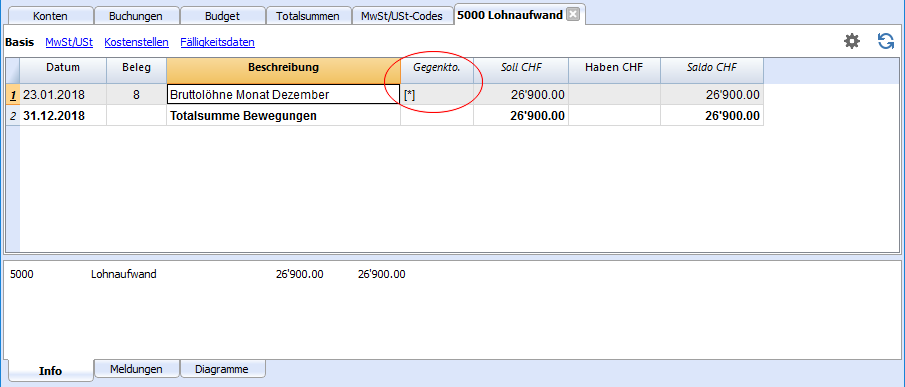 Konten Buchungen Budget Totalsummen MwSt/USt-Codes 5000 Lohnaufwand
Basis MwSt/USt Kostenstellen Fälligkeitsdaten
Datum Beleg Beschreibung Gegenkto. Soll CHF Haben CHF Saldo CHF
1 23.01.2018 8 Bruttolöhne Monat Dezember [*] 26'900.00 26'900.00
2 31.12.2018 Totalsumme Bewegungen 26'900.00 26'900.00
5000 Lohnaufwand 26'900.00 26'900.00
Info Meldungen Diagramme